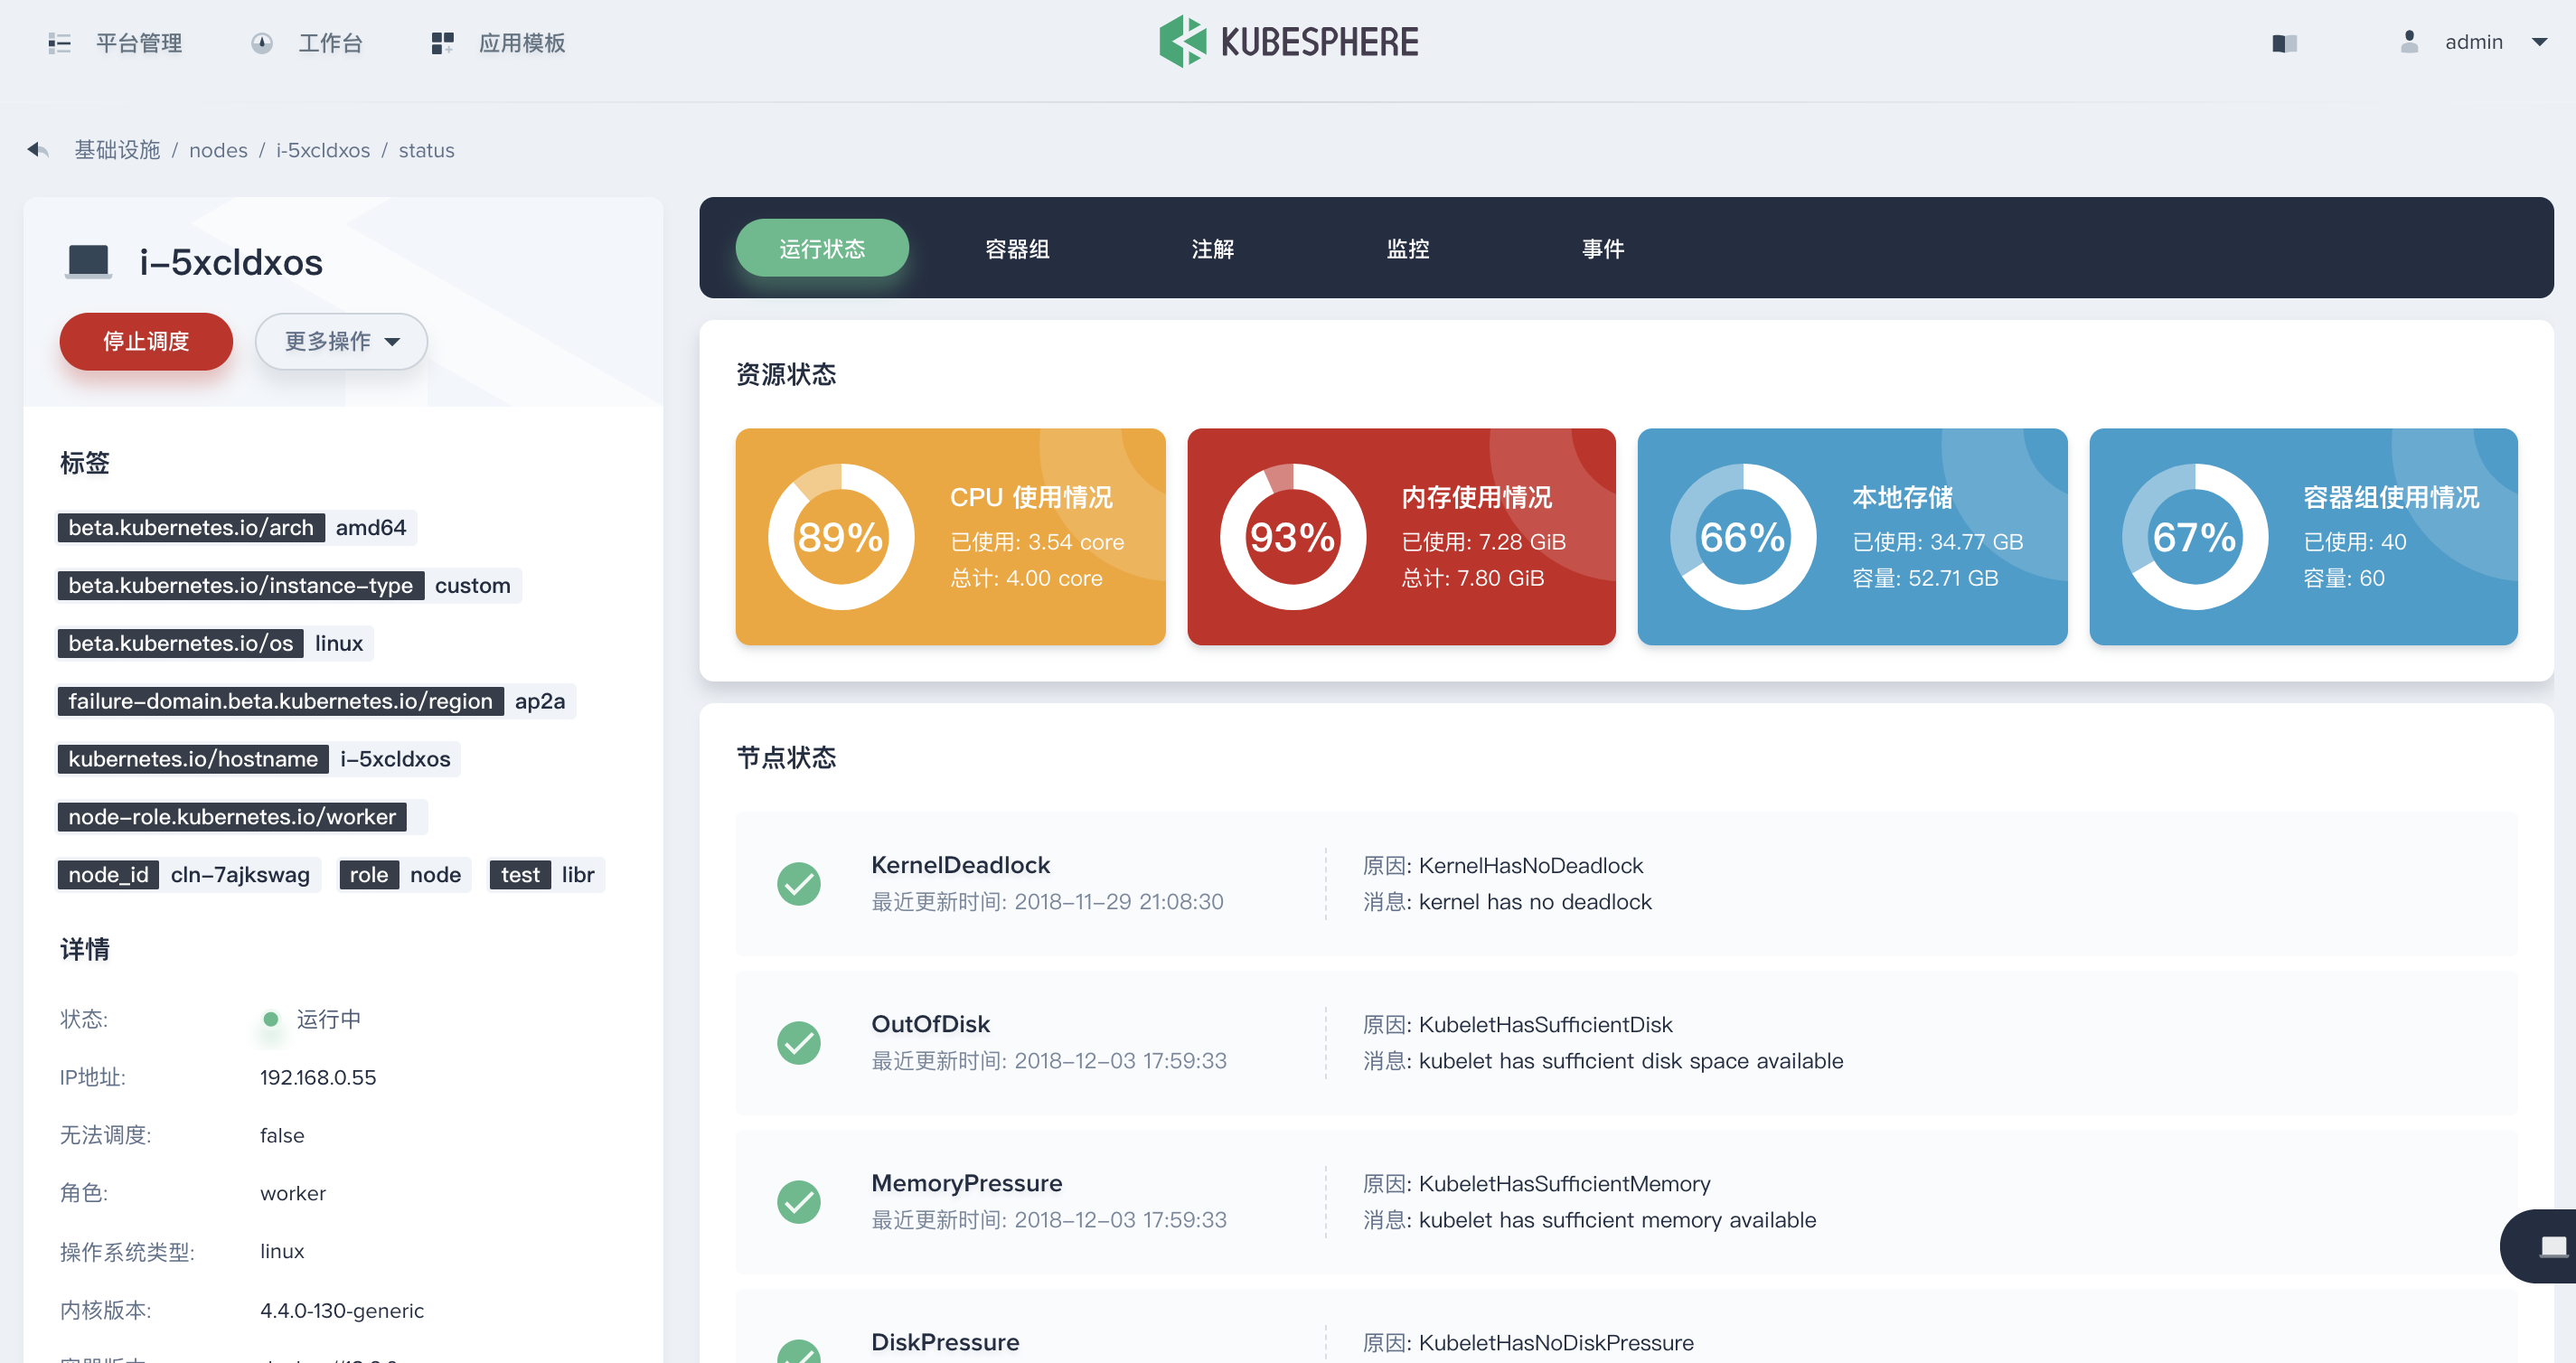 平台管理
工作台
应用模板
KUBESPHERE
admin
基础设施 / nodes / i-5xcldxos / status
i-5xcldxos
停止调度
更多操作
标签
beta.kubernetes.io/arch amd64
beta.kubernetes.io/instance-type custom
beta.kubernetes.io/os linux
failure-domain.beta.kubernetes.io/region ap2a
kubernetes.io/hostname i-5xcldxos
node-role.kubernetes.io/worker
node_id cln-7ajkswag role node test libr
详情
状态: 运行中
IP地址: 192.168.0.55
无法调度: false
角色: worker
操作系统类型: linux
内核版本: 4.4.0-130-generic
运行状态
容器组
注解
监控
事件
资源状态
89%
CPU 使用情况
已使用: 3.54 core
总计: 4.00 core
93%
内存使用情况
已使用: 7.28 GiB
总计: 7.80 GiB
66%
本地存储
已使用: 34.77 GB
容量: 52.71 GB
67%
容器组使用情况
已使用: 40
容量: 60
节点状态
KernelDeadlock
最近更新时间: 2018-11-29 21:08:30
原因: KernelHasNoDeadlock
消息: kernel has no deadlock
OutOfDisk
最近更新时间: 2018-12-03 17:59:33
原因: KubeletHasSufficientDisk
消息: kubelet has sufficient disk space available
MemoryPressure
最近更新时间: 2018-12-03 17:59:33
原因: KubeletHasSufficientMemory
消息: kubelet has sufficient memory available
DiskPressure
原因: KubeletHasNoDiskPressure